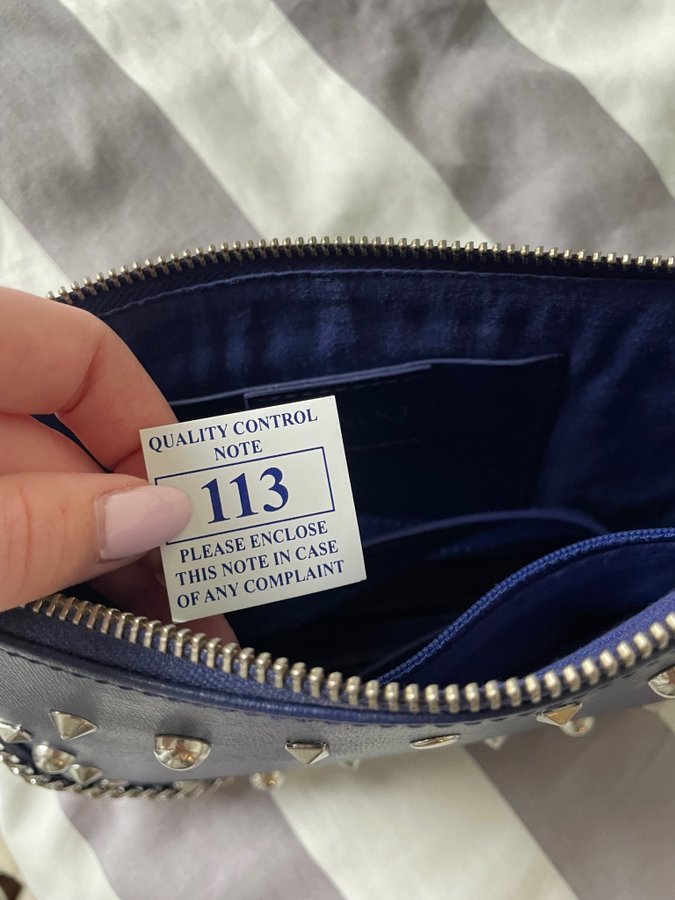 QUALITY CONTROL
NOTE
113
PLEASE ENCLOSE
THIS NOTE IN CASE
OF ANY COMPLAINT